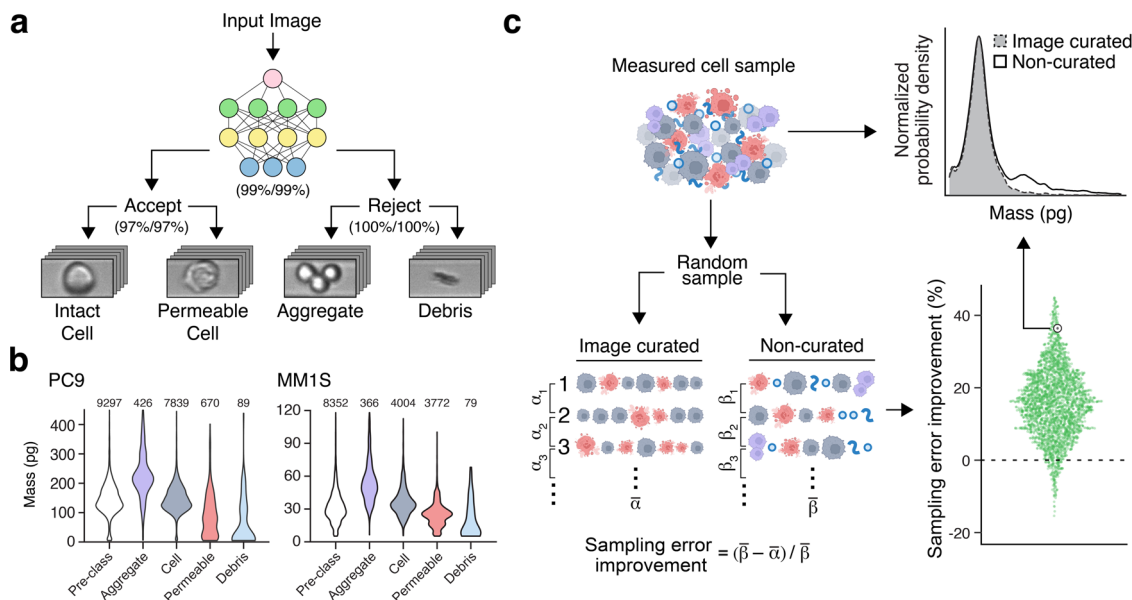 a
Input Image
(99%/99%)
Accept
(97%/97%)
Reject
(100%/100%)
Intact
Cell
Permeable
Cell
Aggregate
Debris
b
PC9
9297 426 7839 670 89
Mass (pg)
400
300
200
100
0
Pre-class
Aggregate
Cell
Permeable
Debris
MM1S
8352 366 4004 3772 79
120
90
60
30
0
Pre-class
Aggregate
Cell
Permeable
Debris
c
Measured cell sample
Normalized
probability density
Image curated
Non-curated
Mass (pg)
Random
sample
Image curated
Non-curated
α1
α2
α3
1
2
3
ᾱ
β1
β2
β3
β̄
Sampling error
improvement
= (β̄ – ᾱ) / β̄
Sampling error improvement (%)
40
20
0
-20